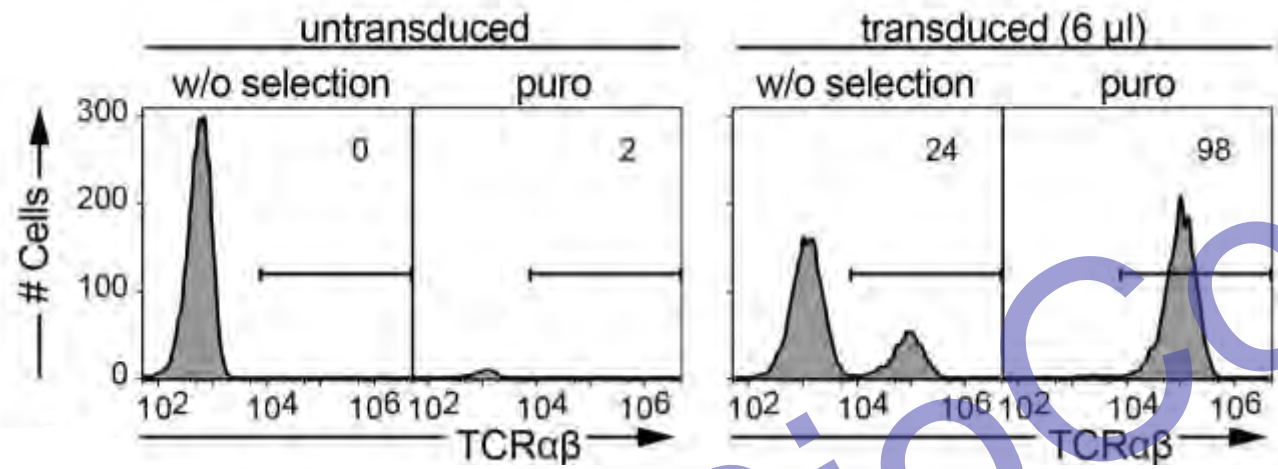 untransduced transduced (6 µl)
w/o selection puro w/o selection puro
300
200
100
0
# Cells
0 2 24 98
102 104 106 102 104 106 102 104 106 102 104 106
TCRαβ TCRαβ